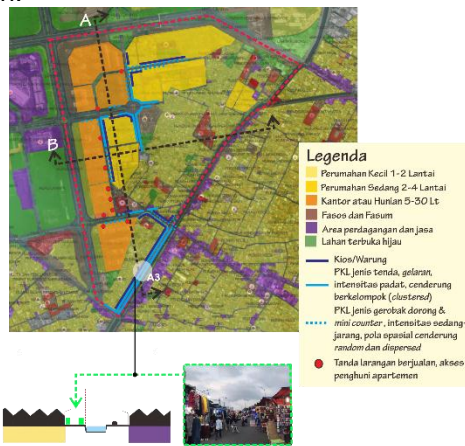 A
B
A3
Legenda
Perumahan Kecil 1-2 Lantai
Perumahan Sedang 2-4 Lantai
Kantor atau Hunian 5-30 Lt
Fasos dan Fasum
Area perdagangan dan jasa
Lahan terbuka hijau
Kios/Warung
PKL jenis tenda, gelaran,
intensitas padat, cenderung
berkelompok (clustered)
PKL jenis gerobak dorong &
mini counter, intensitas sedang-
jarang, pola spasial cenderung
random dan dispersed
Tanda larangan berjualan, akses
penghuni apartemen